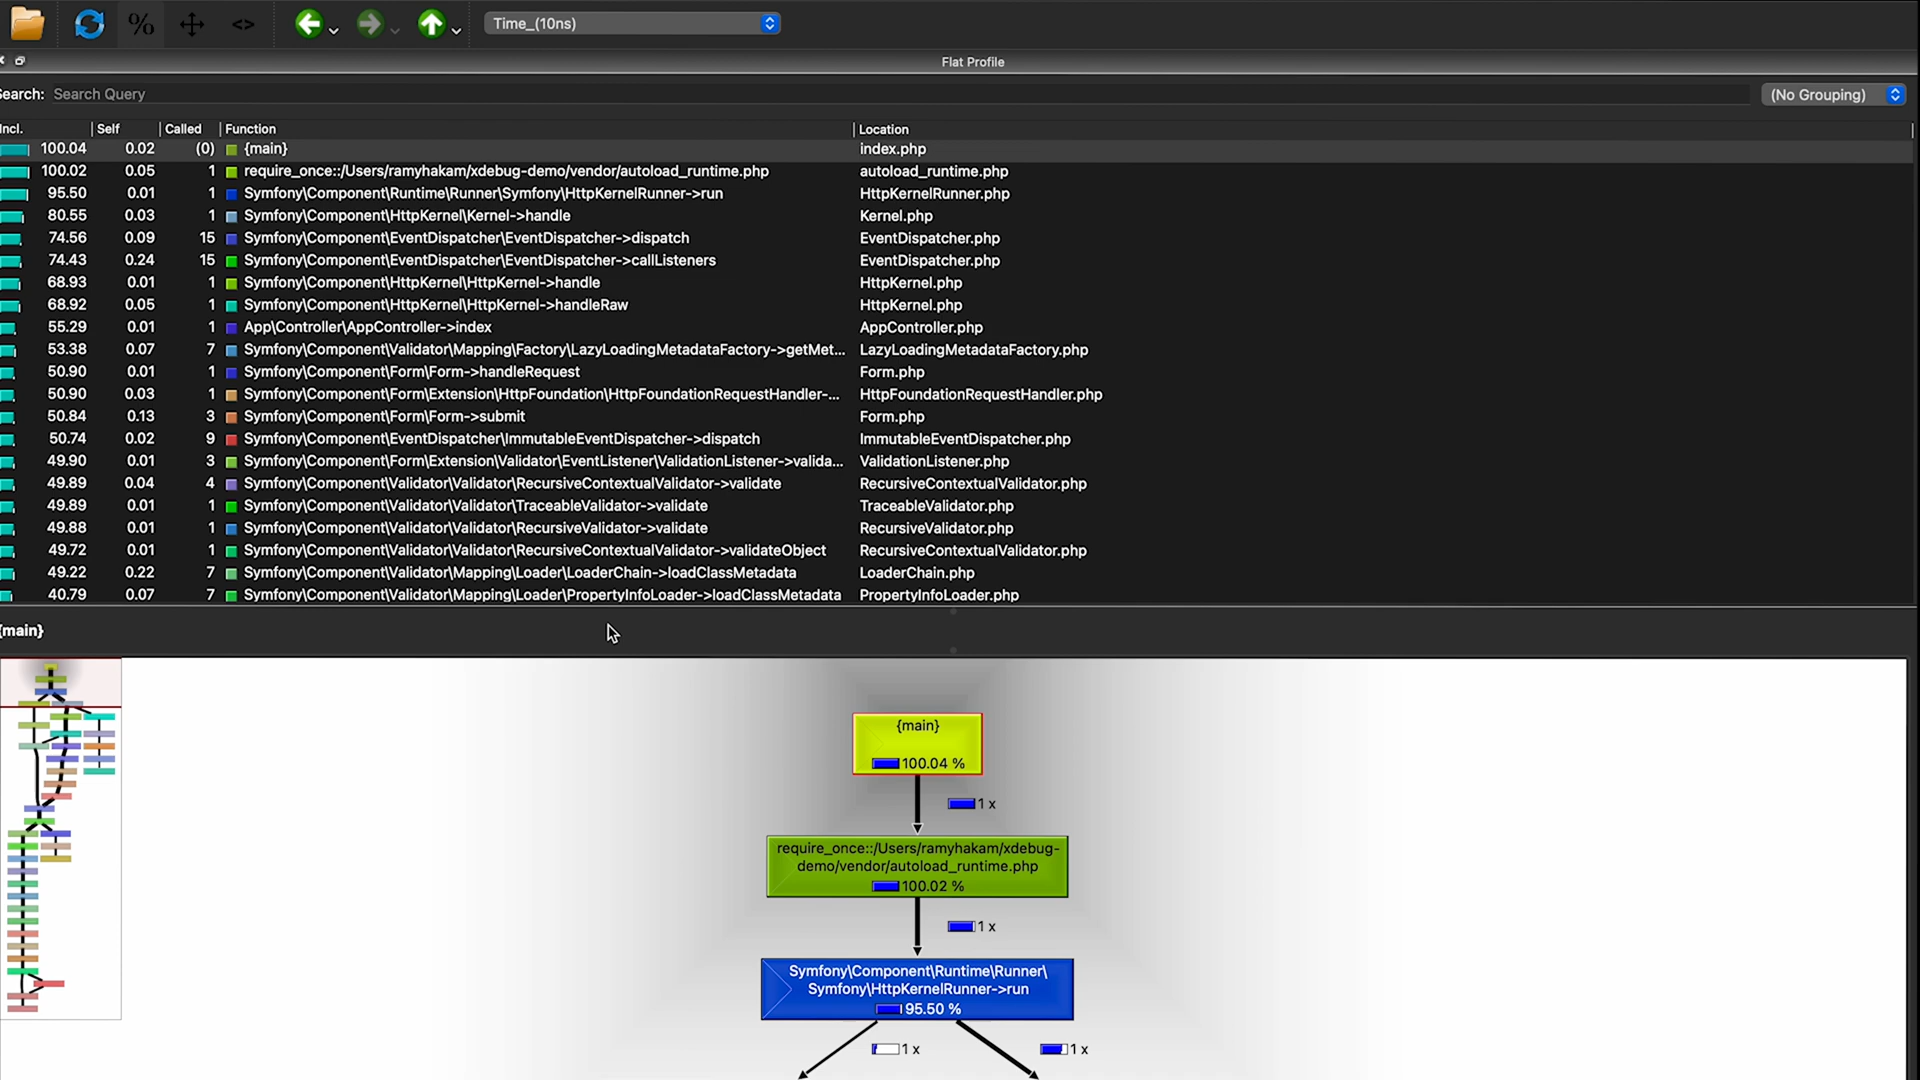 % <> Time_(10ns)
Flat Profile
Search: Search Query (No Grouping)
Incl. Self Called Function Location
100.04 0.02 (0) {main} index.php
100.02 0.05 1 require_once::/Users/ramyhakam/xdebug-demo/vendor/autoload_runtime.php autoload_runtime.php
95.50 0.01 1 Symfony\Component\Runtime\Runner\Symfony\HttpKernelRunner->run HttpKernelRunner.php
80.55 0.03 1 Symfony\Component\HttpKernel\Kernel->handle Kernel.php
74.56 0.09 15 Symfony\Component\EventDispatcher\EventDispatcher->dispatch EventDispatcher.php
74.43 0.24 15 Symfony\Component\EventDispatcher\EventDispatcher->callListeners EventDispatcher.php
68.93 0.01 1 Symfony\Component\HttpKernel\HttpKernel->handle HttpKernel.php
68.92 0.05 1 Symfony\Component\HttpKernel\HttpKernel->handleRaw HttpKernel.php
55.29 0.01 1 App\Controller\AppController->index AppController.php
53.38 0.07 7 Symfony\Component\Validator\Mapping\Factory\LazyLoadingMetadataFactory->getMet... LazyLoadingMetadataFactory.php
50.90 0.01 1 Symfony\Component\Form\Form->handleRequest Form.php
50.90 0.03 1 Symfony\Component\Form\Extension\HttpFoundation\HttpFoundationRequestHandler-... HttpFoundationRequestHandler.php
50.84 0.13 3 Symfony\Component\Form\Form->submit Form.php
50.74 0.02 9 Symfony\Component\EventDispatcher\ImmutableEventDispatcher->dispatch ImmutableEventDispatcher.php
49.90 0.01 3 Symfony\Component\Form\Extension\Validator\EventListener\ValidationListener->valida... ValidationListener.php
49.89 0.04 4 Symfony\Component\Validator\Validator\RecursiveContextualValidator->validate RecursiveContextualValidator.php
49.89 0.01 1 Symfony\Component\Validator\Validator\TraceableValidator->validate TraceableValidator.php
49.88 0.01 1 Symfony\Component\Validator\Validator\RecursiveValidator->validate RecursiveValidator.php
49.72 0.01 1 Symfony\Component\Validator\Validator\RecursiveContextualValidator->validateObject RecursiveContextualValidator.php
49.22 0.22 7 Symfony\Component\Validator\Mapping\Loader\LoaderChain->loadClassMetadata LoaderChain.php
40.79 0.07 7 Symfony\Component\Validator\Mapping\Loader\PropertyInfoLoader->loadClassMetadata PropertyInfoLoader.php
{main}
{main}
100.04 %
1 x
require_once::/Users/ramyhakam/xdebug-
demo/vendor/autoload_runtime.php
100.02 %
1 x
Symfony\Component\Runtime\Runner\
Symfony\HttpKernelRunner->run
95.50 %
1 x 1 x